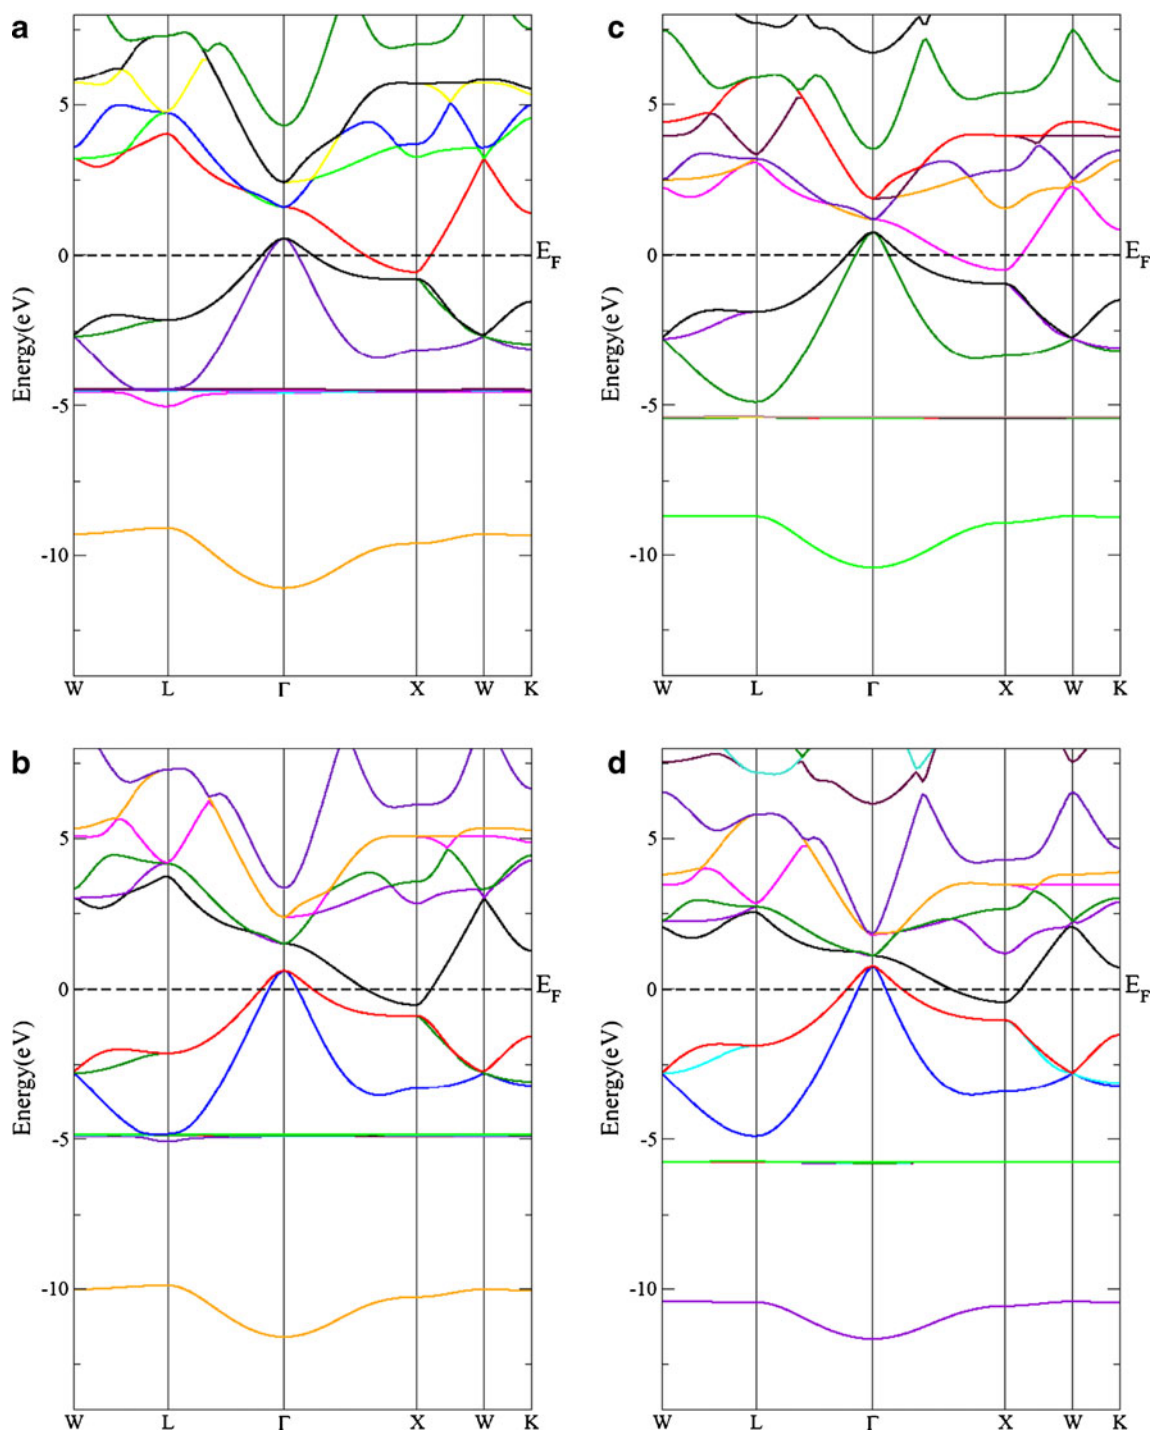 a
5
0
-5
-10
Energy(eV)
E_F
W L Γ X W K
c
5
0
-5
-10
Energy(eV)
E_F
W L Γ X W K
b
5
0
-5
-10
Energy(eV)
E_F
W L Γ X W K
d
5
0
-5
-10
Energy(eV)
E_F
W L Γ X W K